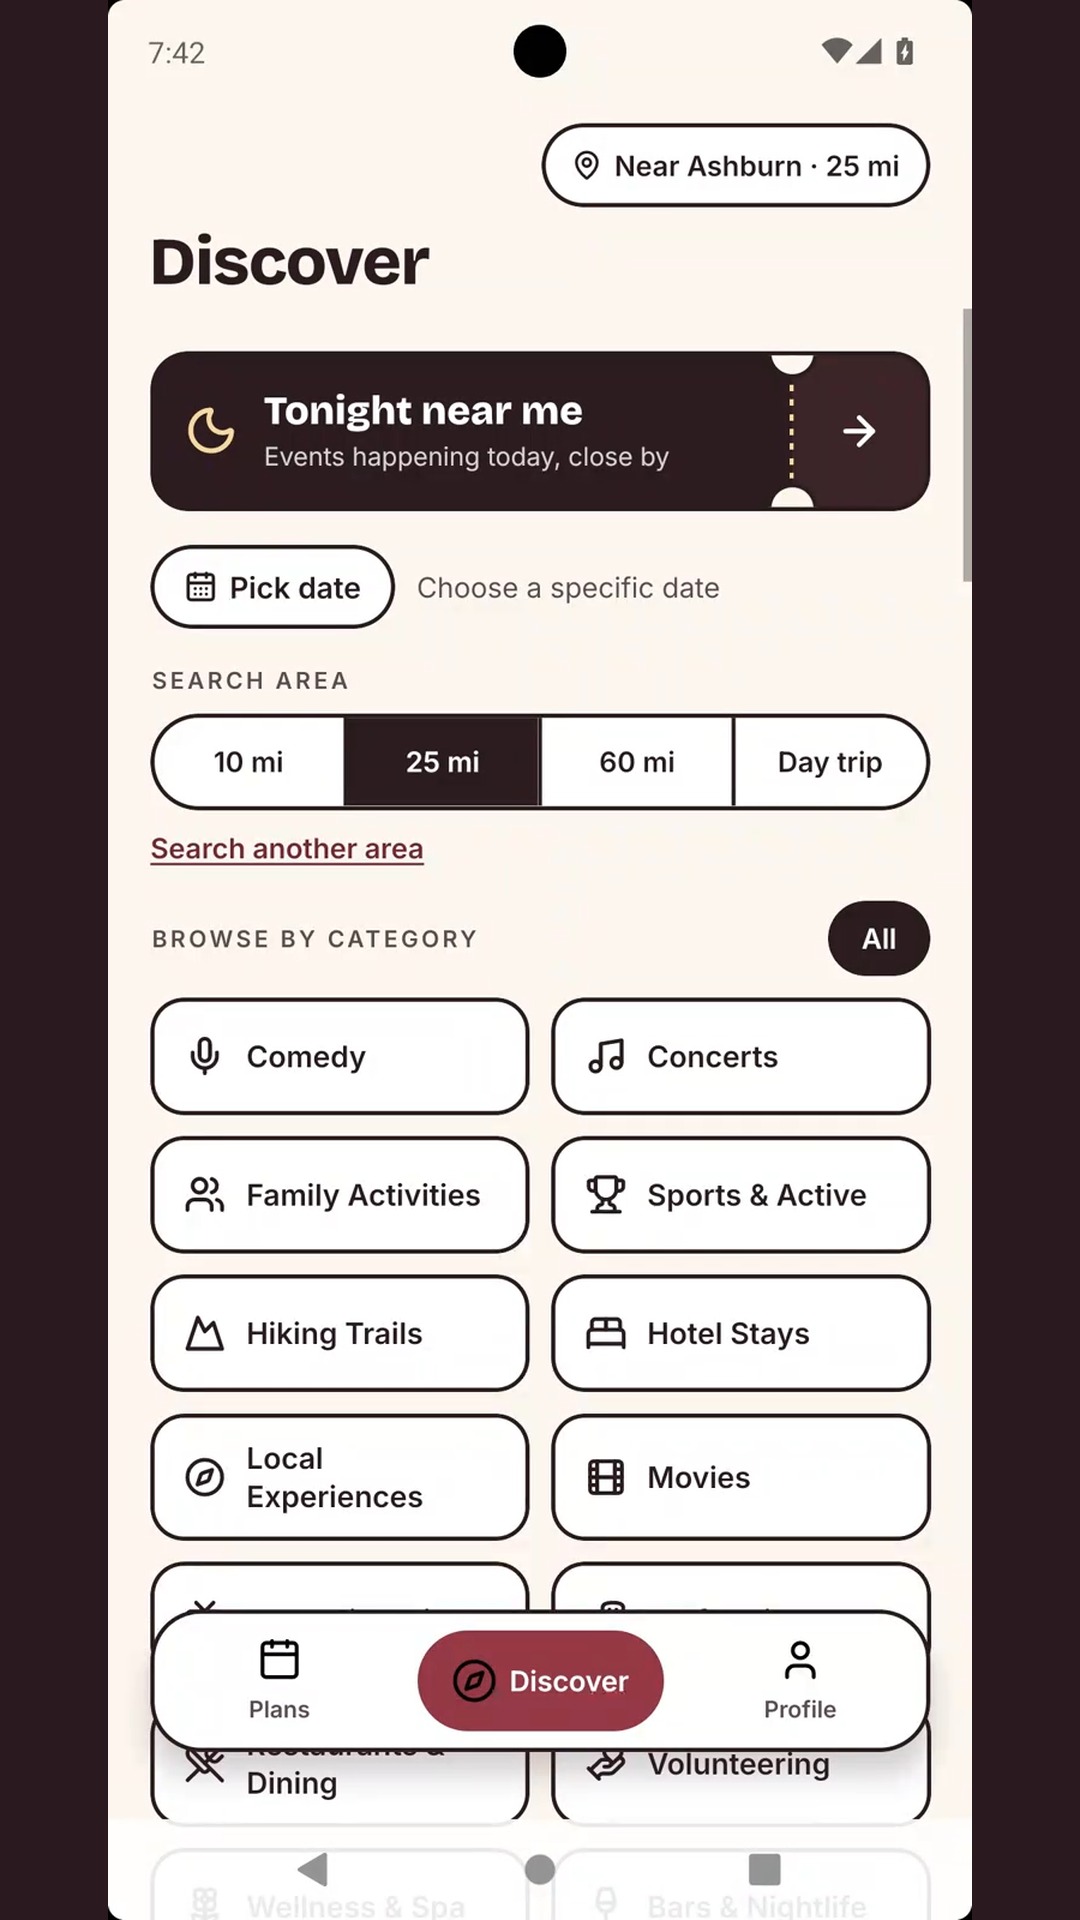 7:42
Near Ashburn · 25 mi
Discover
Tonight near me
Events happening today, close by
Pick date
Choose a specific date
SEARCH AREA
10 mi
25 mi
60 mi
Day trip
Search another area
BROWSE BY CATEGORY
All
Comedy
Concerts
Family Activities
Sports & Active
Hiking Trails
Hotel Stays
Local
Experiences
Movies
Plans
Discover
Profile
Restaurants &
Dining
Volunteering
Wellness & Spa
Bars & Nightlife